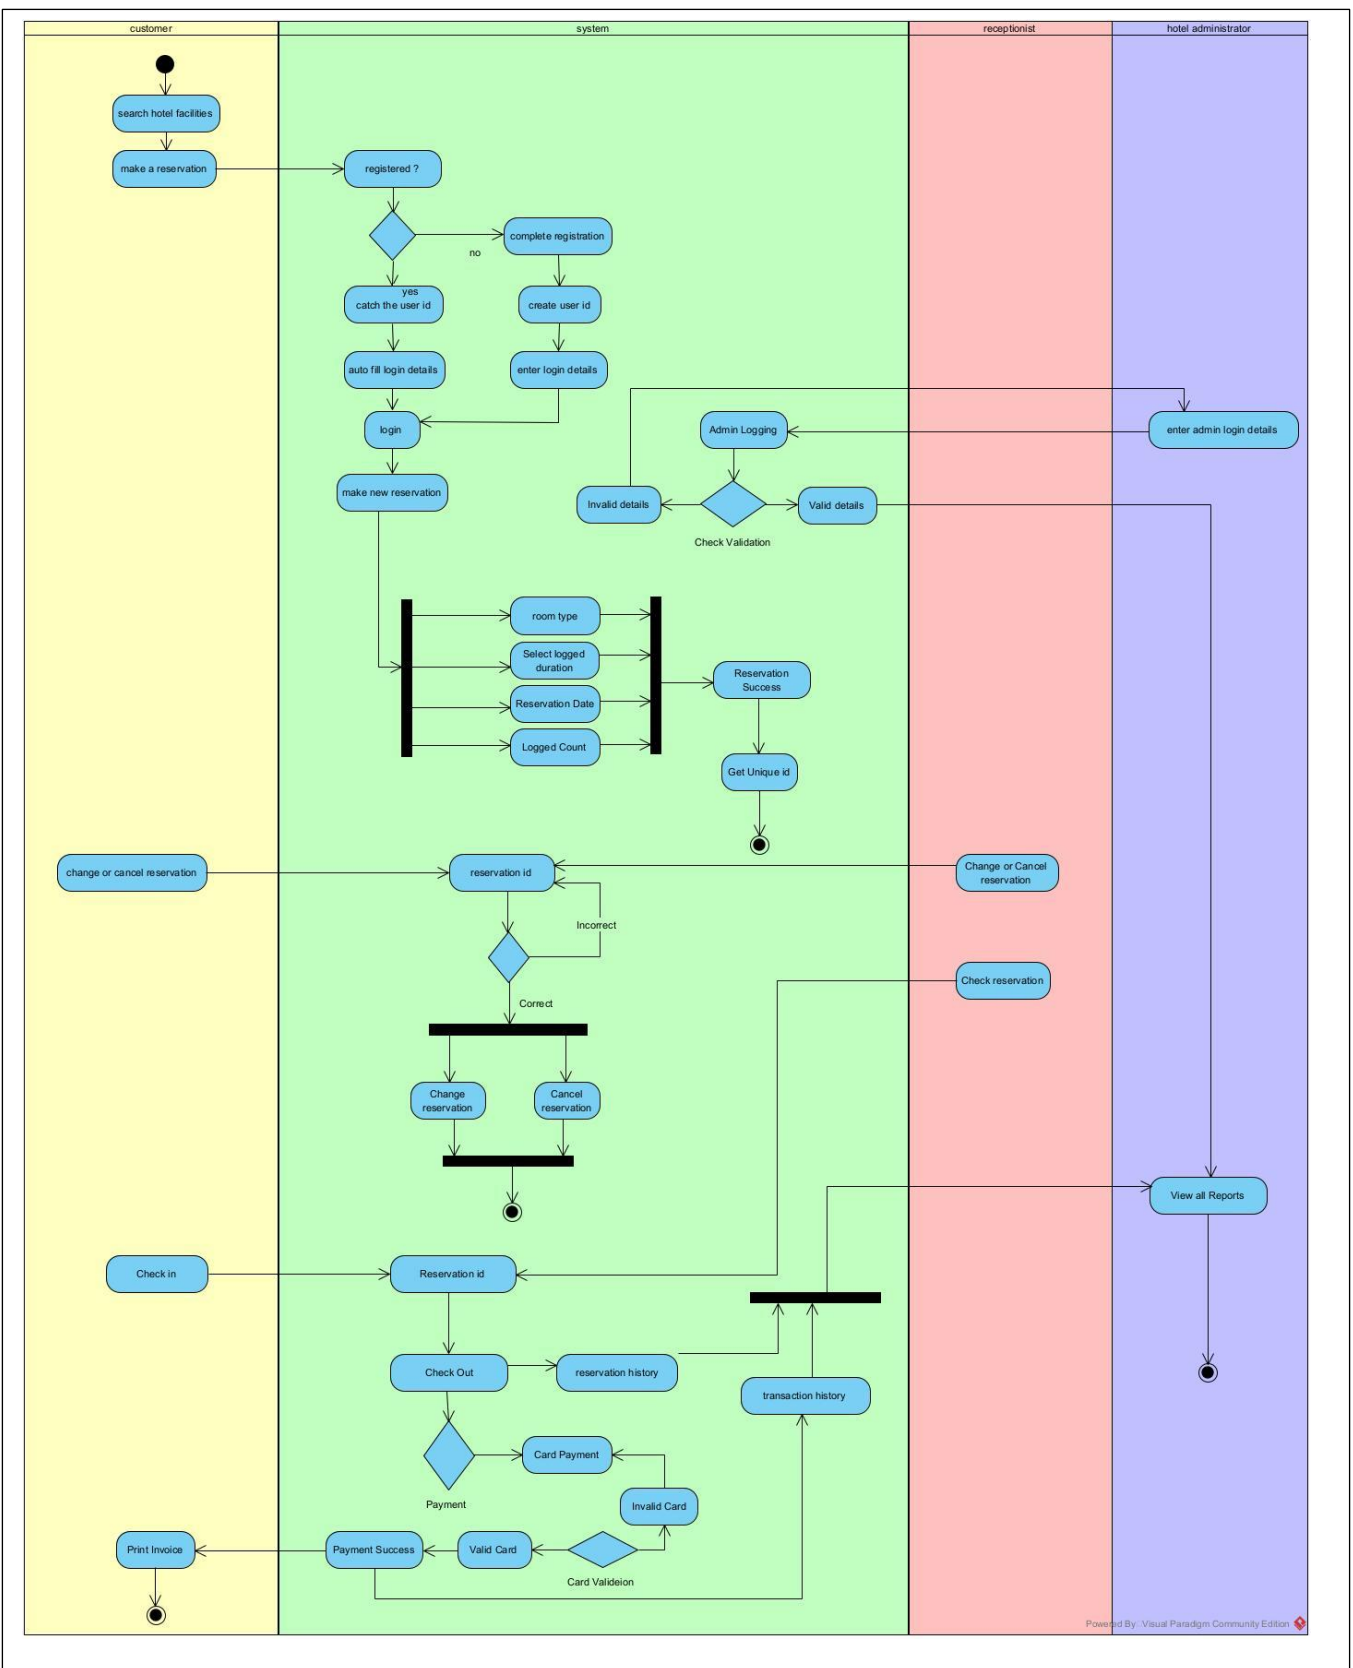 customer
system
receptionist
hotel administrator
search hotel facilities
make a reservation
registered ?
complete registration
no
yes
catch the user id
create user id
auto fill login details
enter login details
login
Admin Logging
enter admin login details
make new reservation
Invalid details
Valid details
Check Validation
room type
Select logged
duration
Reservation Date
Logged Count
Reservation
Success
Get Unique id
change or cancel reservation
reservation id
Change or Cancel
reservation
Incorrect
Check reservation
Correct
Change
reservation
Cancel
reservation
View all Reports
Check in
Reservation id
Check Out
reservation history
transaction history
Card Payment
Payment
Invalid Card
Print Invoice
Payment Success
Valid Card
Card Valideion
Powered By: Visual Paradigm Community Edition